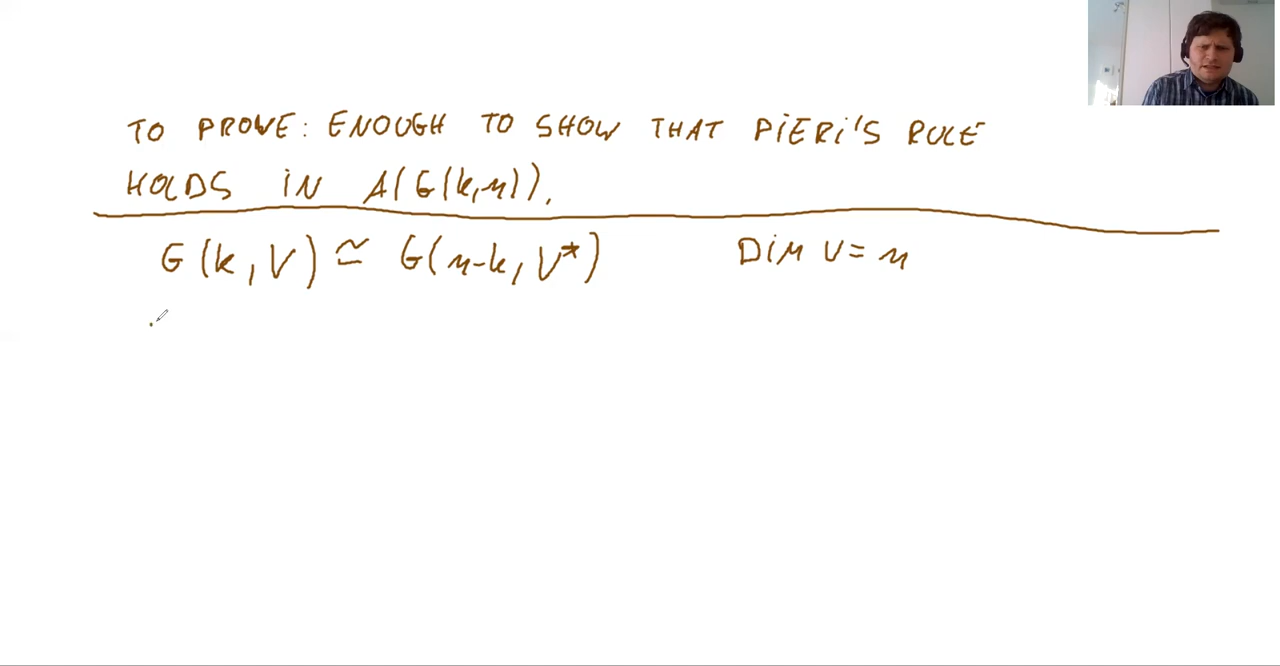 TO PROVE: ENOUGH TO SHOW THAT PIERI'S RULE
HOLDS IN A(G(k,n)).
G(k,V) ≃ G(n-k, V*) DIM V = n